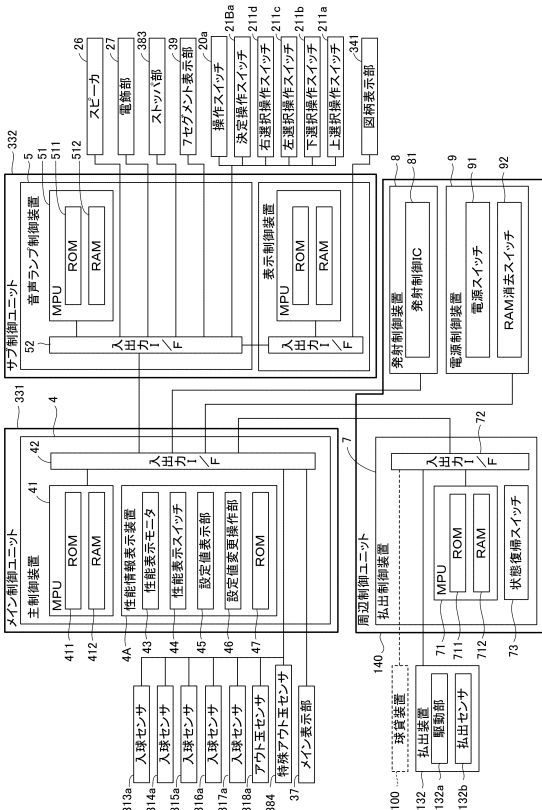 332
サブ制御ユニット
5
音声ランプ制御装置
51
MPU
511
ROM
512
RAM
52
入出力I/F
表示制御装置
MPU
ROM
RAM
入出力I/F
スピーカ
26
電飾部
27
ストッパ部
383
7セグメント表示部
39
操作スイッチ
20a
決定操作スイッチ
21Ba
右選択操作スイッチ
211d
左選択操作スイッチ
211c
下選択操作スイッチ
211b
上選択操作スイッチ
211a
図柄表示部
341
331
メイン制御ユニット
4
主制御装置
42
入出力I/F
41
MPU
ROM
411
RAM
412
4A
性能情報表示装置
性能表示モニタ
43
性能表示スイッチ
44
設定値表示部
45
設定値変更操作部
46
ROM
47
入球センサ
313a
入球センサ
314a
入球センサ
315a
入球センサ
316a
入球センサ
317a
アウト玉センサ
318a
特殊アウト玉センサ
384
メイン表示部
37
周辺制御ユニット
7
140
払出制御装置
72
入出力I/F
MPU
71
ROM
711
RAM
712
状態復帰スイッチ
73
8
発射制御装置
81
発射制御IC
9
電源制御装置
91
電源スイッチ
92
RAM消去スイッチ
球貸装置
1100
払出装置
132
駆動部
132a
払出センサ
132b